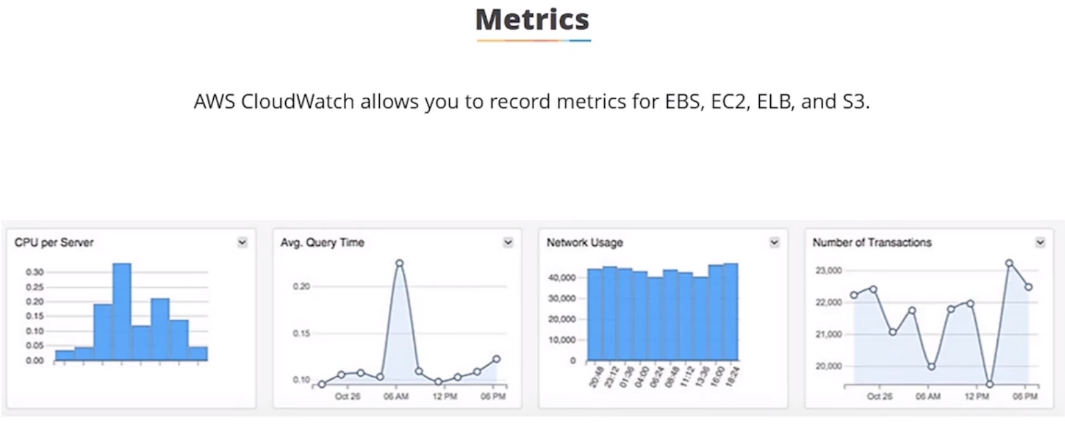 Metrics
AWS CloudWatch allows you to record metrics for EBS, EC2, ELB, and S3.
CPU per Server
0.30
0.25
0.20
0.15
0.10
0.05
0.00
Avg. Query Time
0.20
0.15
0.10
Oct 26 06 AM 12 PM 06 PM
Network Usage
40,000
30,000
20,000
10,000
0
20:48 23:12 01:36 04:00 06:24 08:48 11:12 13:36 16:00 18:24
Number of Transactions
23,000
22,000
21,000
20,000
Oct 26 06 AM 12 PM 06 PM